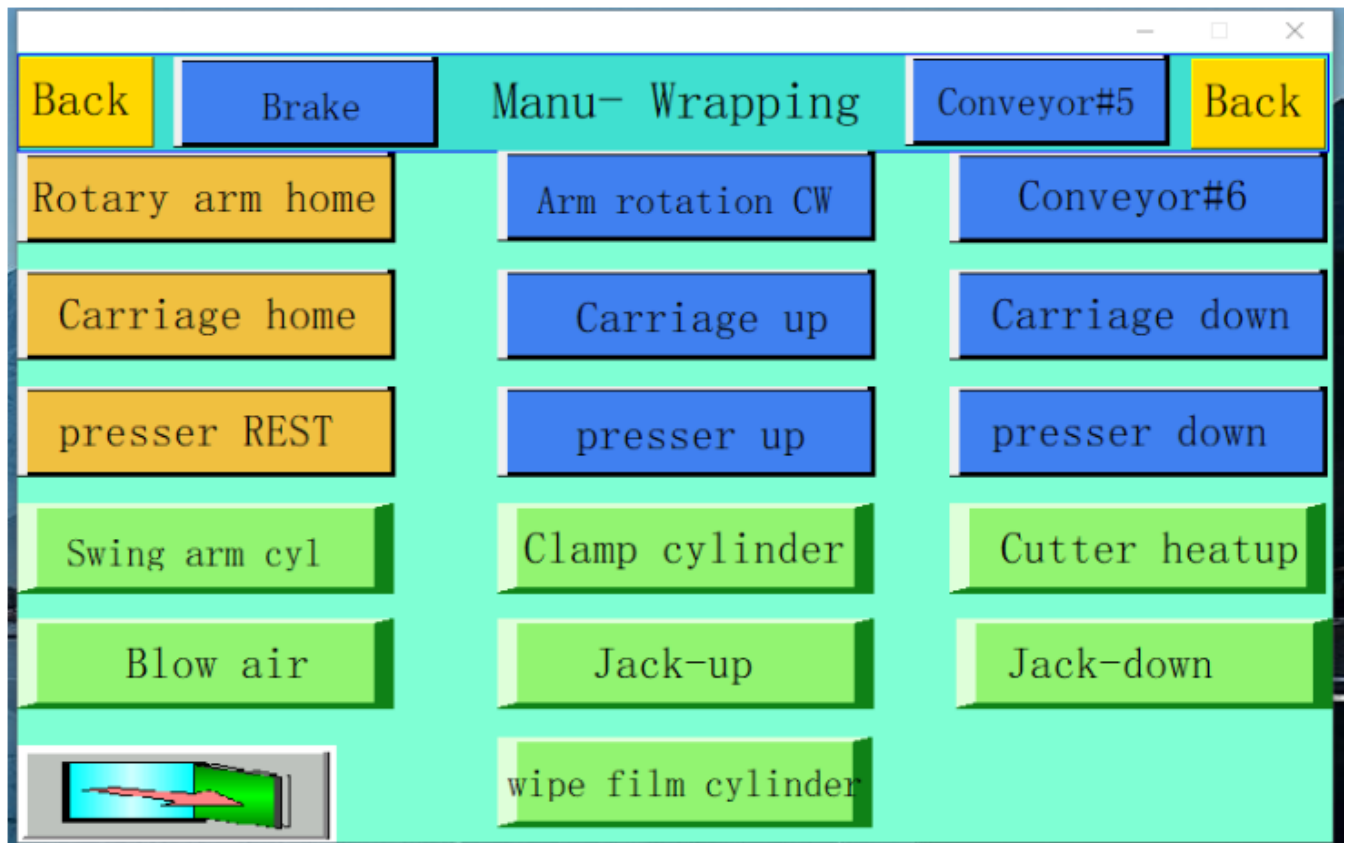 Back
Brake
Manu- Wrapping
Conveyor#5
Back
Rotary arm home
Arm rotation CW
Conveyor#6
Carriage home
Carriage up
Carriage down
presser REST
presser up
presser down
Swing arm cyl
Clamp cylinder
Cutter heatup
Blow air
Jack-up
Jack-down
wipe film cylinder